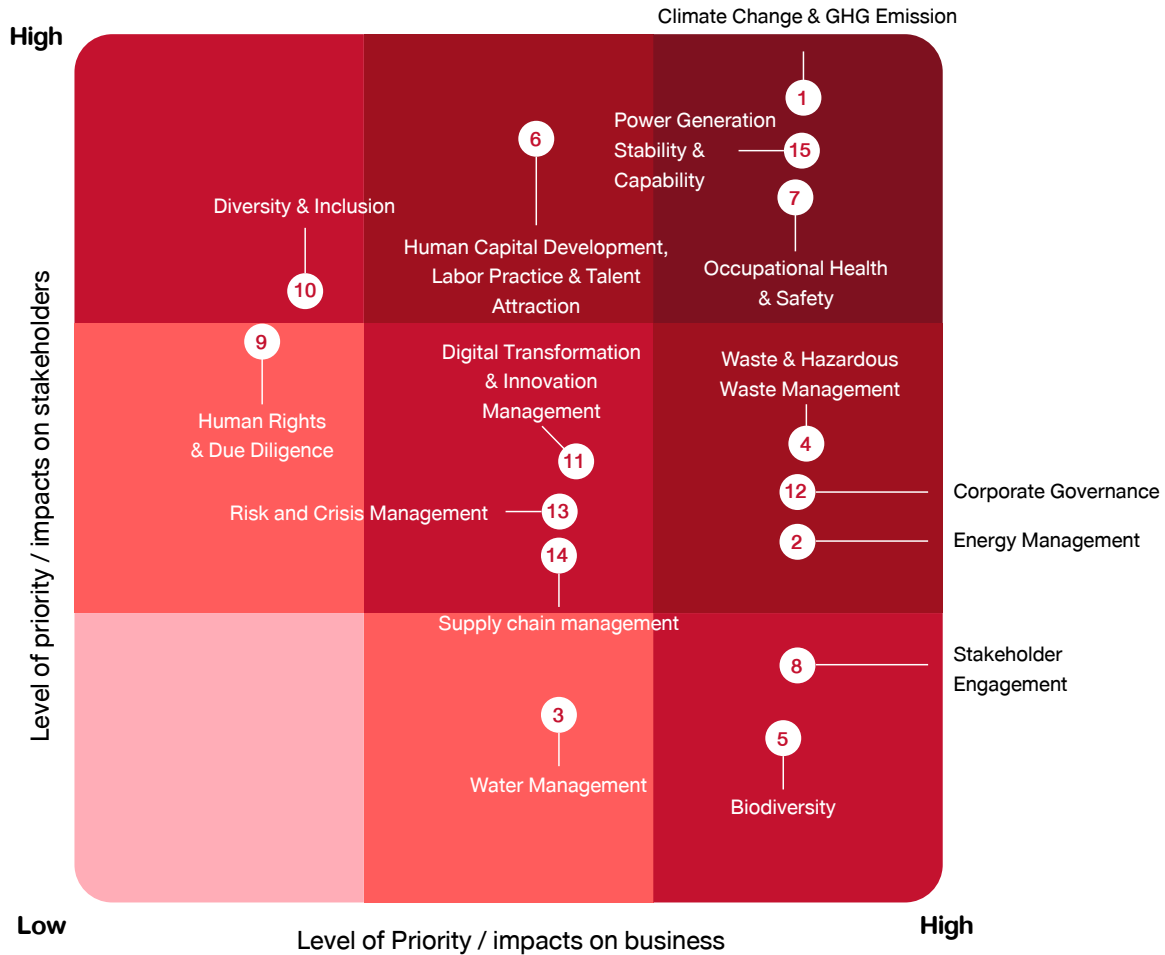 Climate Change & GHG Emission
High
1
Power Generation
Stability &
Capability
15
6
7
Diversity & Inclusion
10
Human Capital Development,
Labor Practice & Talent
Attraction
Occupational Health
& Safety
9
Human Rights
& Due Diligence
Digital Transformation
& Innovation
Management
11
Waste & Hazardous
Waste Management
4
12
Corporate Governance
Risk and Crisis Management
13
2
Energy Management
14
Supply chain management
8
Stakeholder
Engagement
3
Water Management
5
Biodiversity
Level of priority / impacts on stakeholders
Low
High
Level of Priority / impacts on business